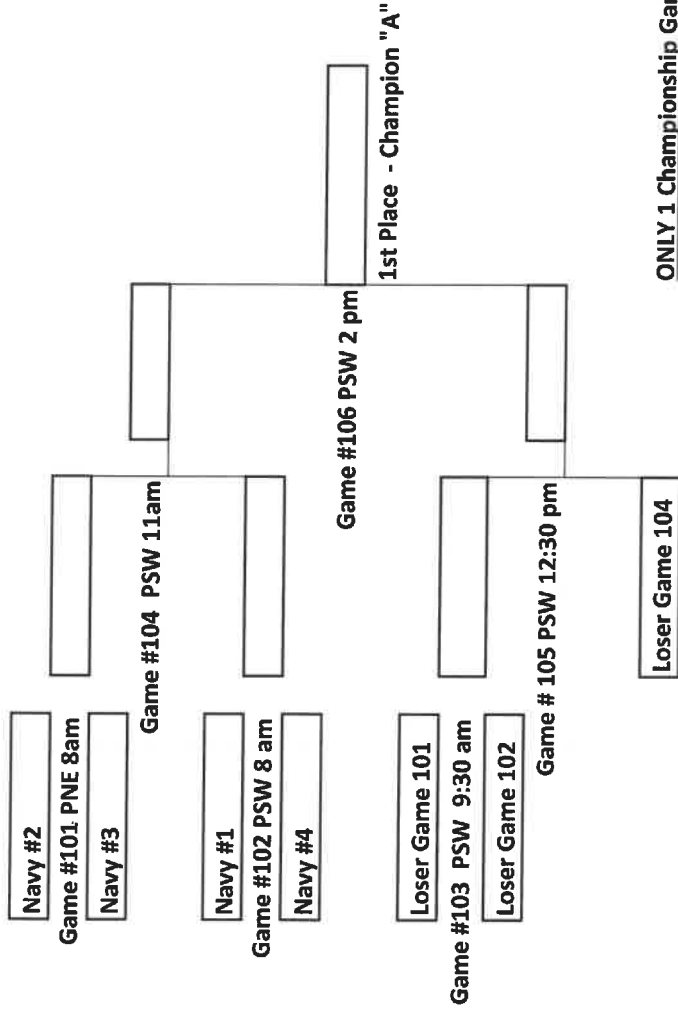 Navy #2
Game #101 PNE 8am
Navy #3
Game #104 PSW 11am
Navy #1
Game #102 PSW 8 am
Navy #4
Game #106 PSW 2 pm
1st Place - Champion "A"
Loser Game 101
Game #103 PSW 9:30 am
Loser Game 102
Game # 105 PSW 12:30 pm
Loser Game 104
ONLY 1 Championship